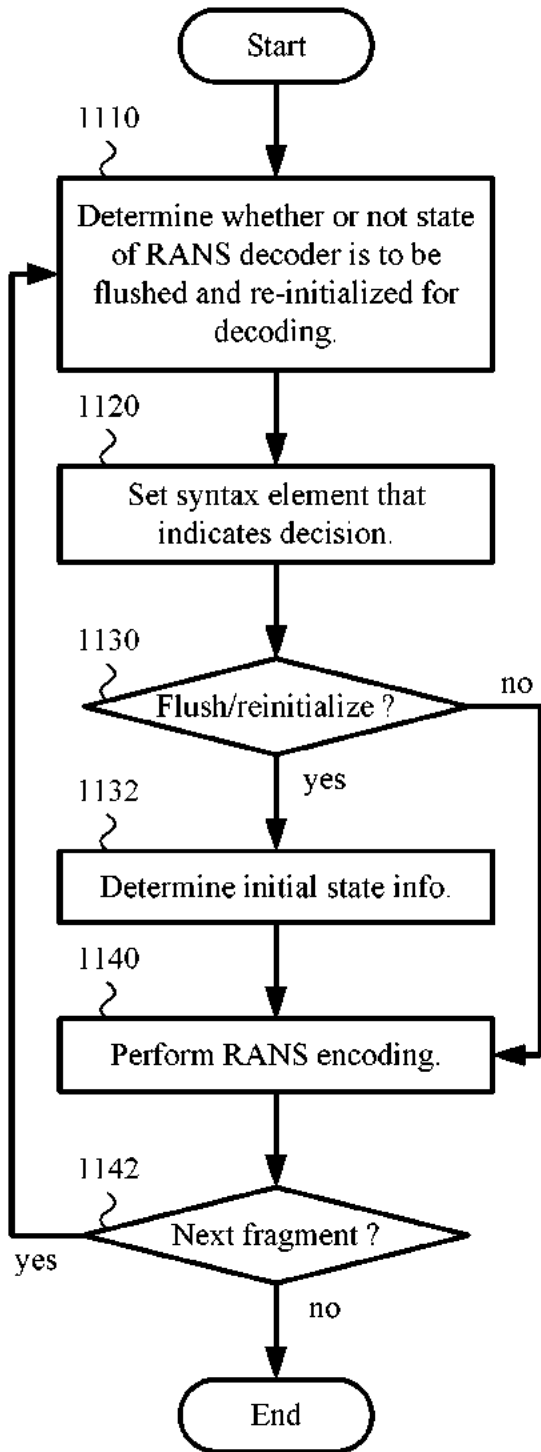 Start
1110
Determine whether or not state
of RANS decoder is to be
flushed and re-initialized for
decoding.
1120
Set syntax element that
indicates decision.
1130
Flush/reinitialize ?
no
yes
1132
Determine initial state info.
1140
Perform RANS encoding.
1142
Next fragment ?
yes
no
End